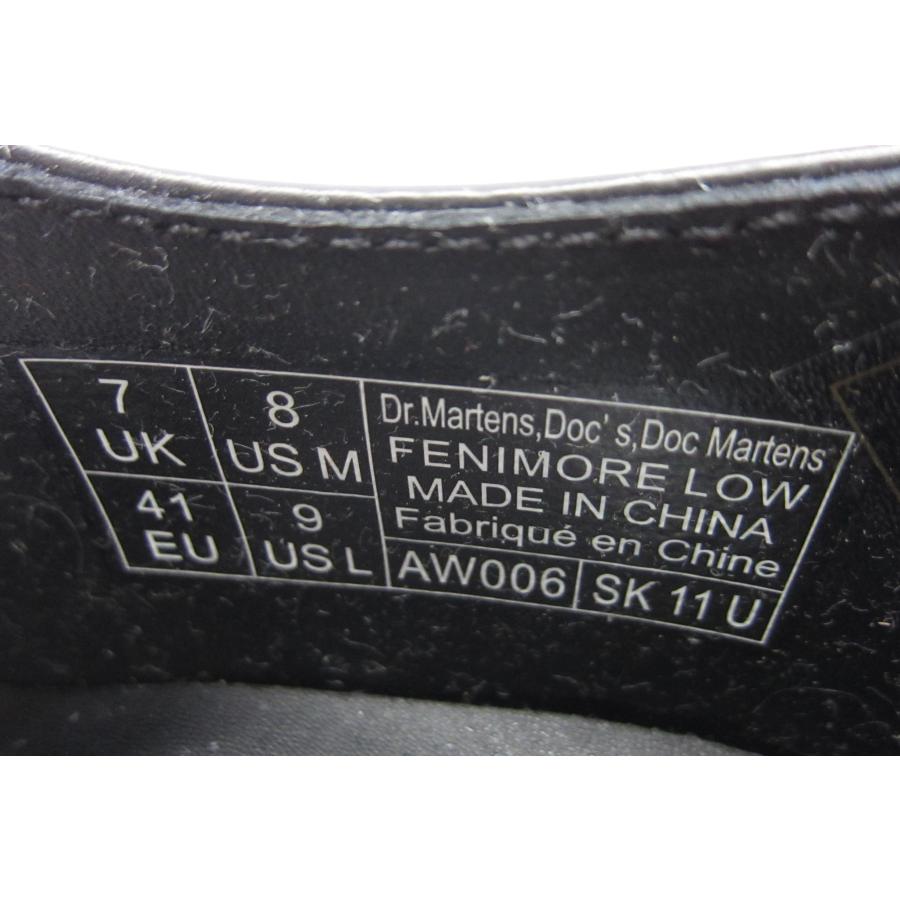 7
UK
8
US M
41
EU
9
US L
Dr.Martens,Doc's,Doc Martens
FENIMORE LOW
MADE IN CHINA
Fabriqué en Chine
AW006
SK 11 U